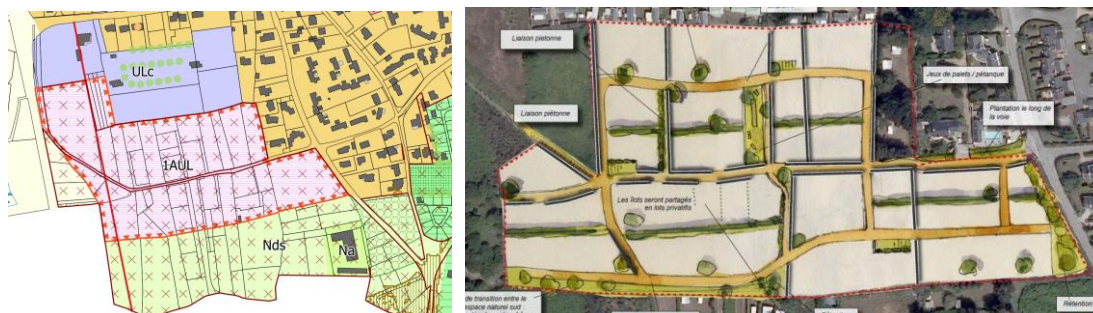 ULc
1AUL
Nds
Na
Liaison piétonne
Liaison piétonne
Jeux de palets / pétanque
Plantation le long de
la voie
Les îlots seront partagés
en lots privatifs
de transition entre le
espace naturel sud
Rétention